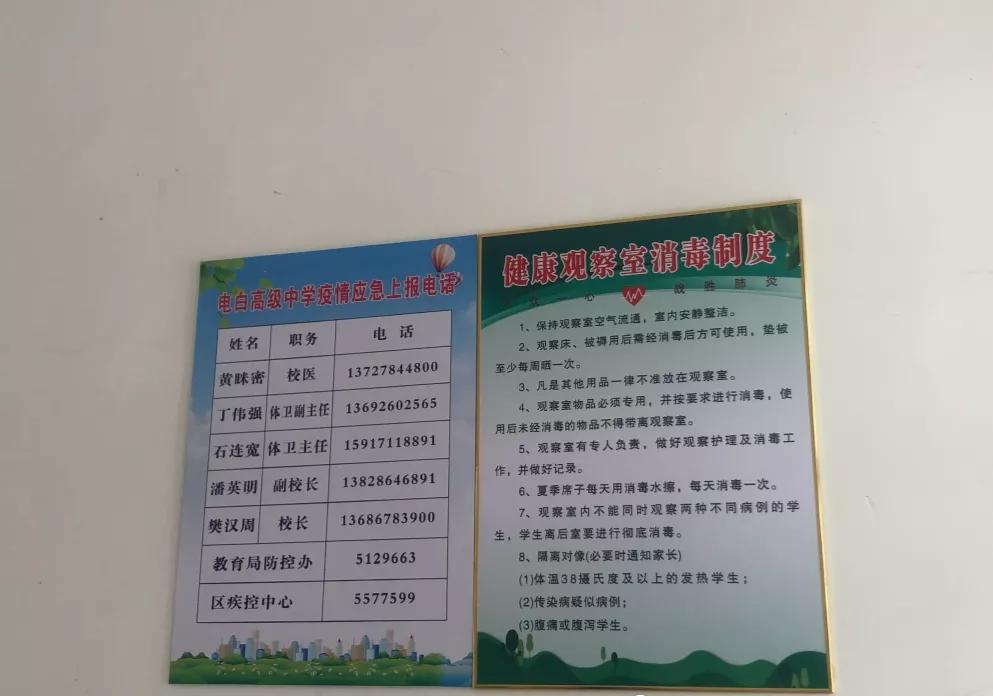 电白高级中学疫情应急上报电话
姓名 职务 电话
黄眯密 校医 13727844800
丁伟强 体卫副主任 13692602565
石连宽 体卫主任 15917118891
潘英明 副校长 13828646891
樊汉周 校长 13686783900
教育局防控办 5129663
区疾控中心 5577599
健康观察室消毒制度
众一心 战胜肺炎
1、保持观察室空气流通，室内安静整洁。
2、观察床、被褥用后需经消毒后方可使用，垫被
至少每周晒一次。
3、凡是其他用品一律不准放在观察室。
4、观察室物品必须专用，并按要求进行消毒，使
用后未经消毒的物品不得带离观察室。
5、观察室有专人负责，做好观察护理及消毒工
作，并做好记录。
6、夏季席子每天用消毒水擦，每天消毒一次。
7、观察室内不能同时观察两种不同病例的学
生，学生离后室要进行彻底消毒。
8、隔离对像(必要时通知家长)
(1)体温38摄氏度及以上的发热学生；
(2)传染病疑似病例；
(3)腹痛或腹泻学生。